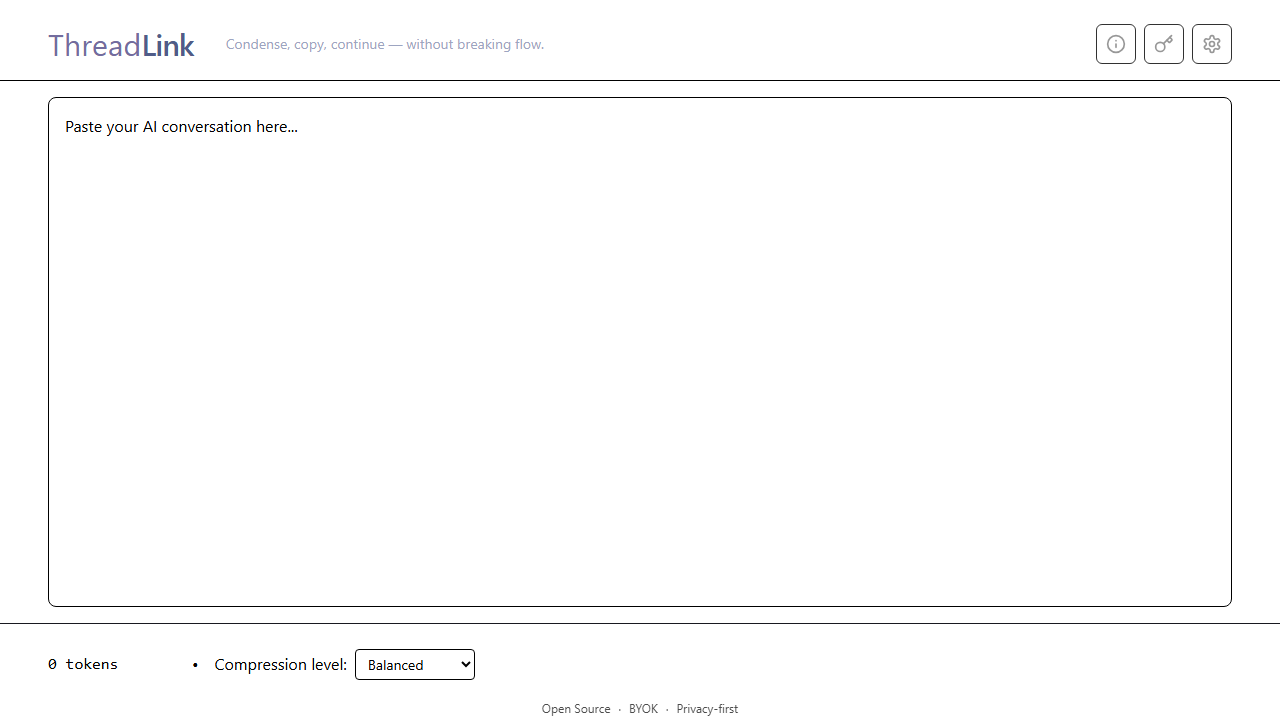 ThreadLink
Condense, copy, continue — without breaking flow.
Paste your AI conversation here...
0 tokens • Compression level: Balanced
Open Source · BYOK · Privacy-first